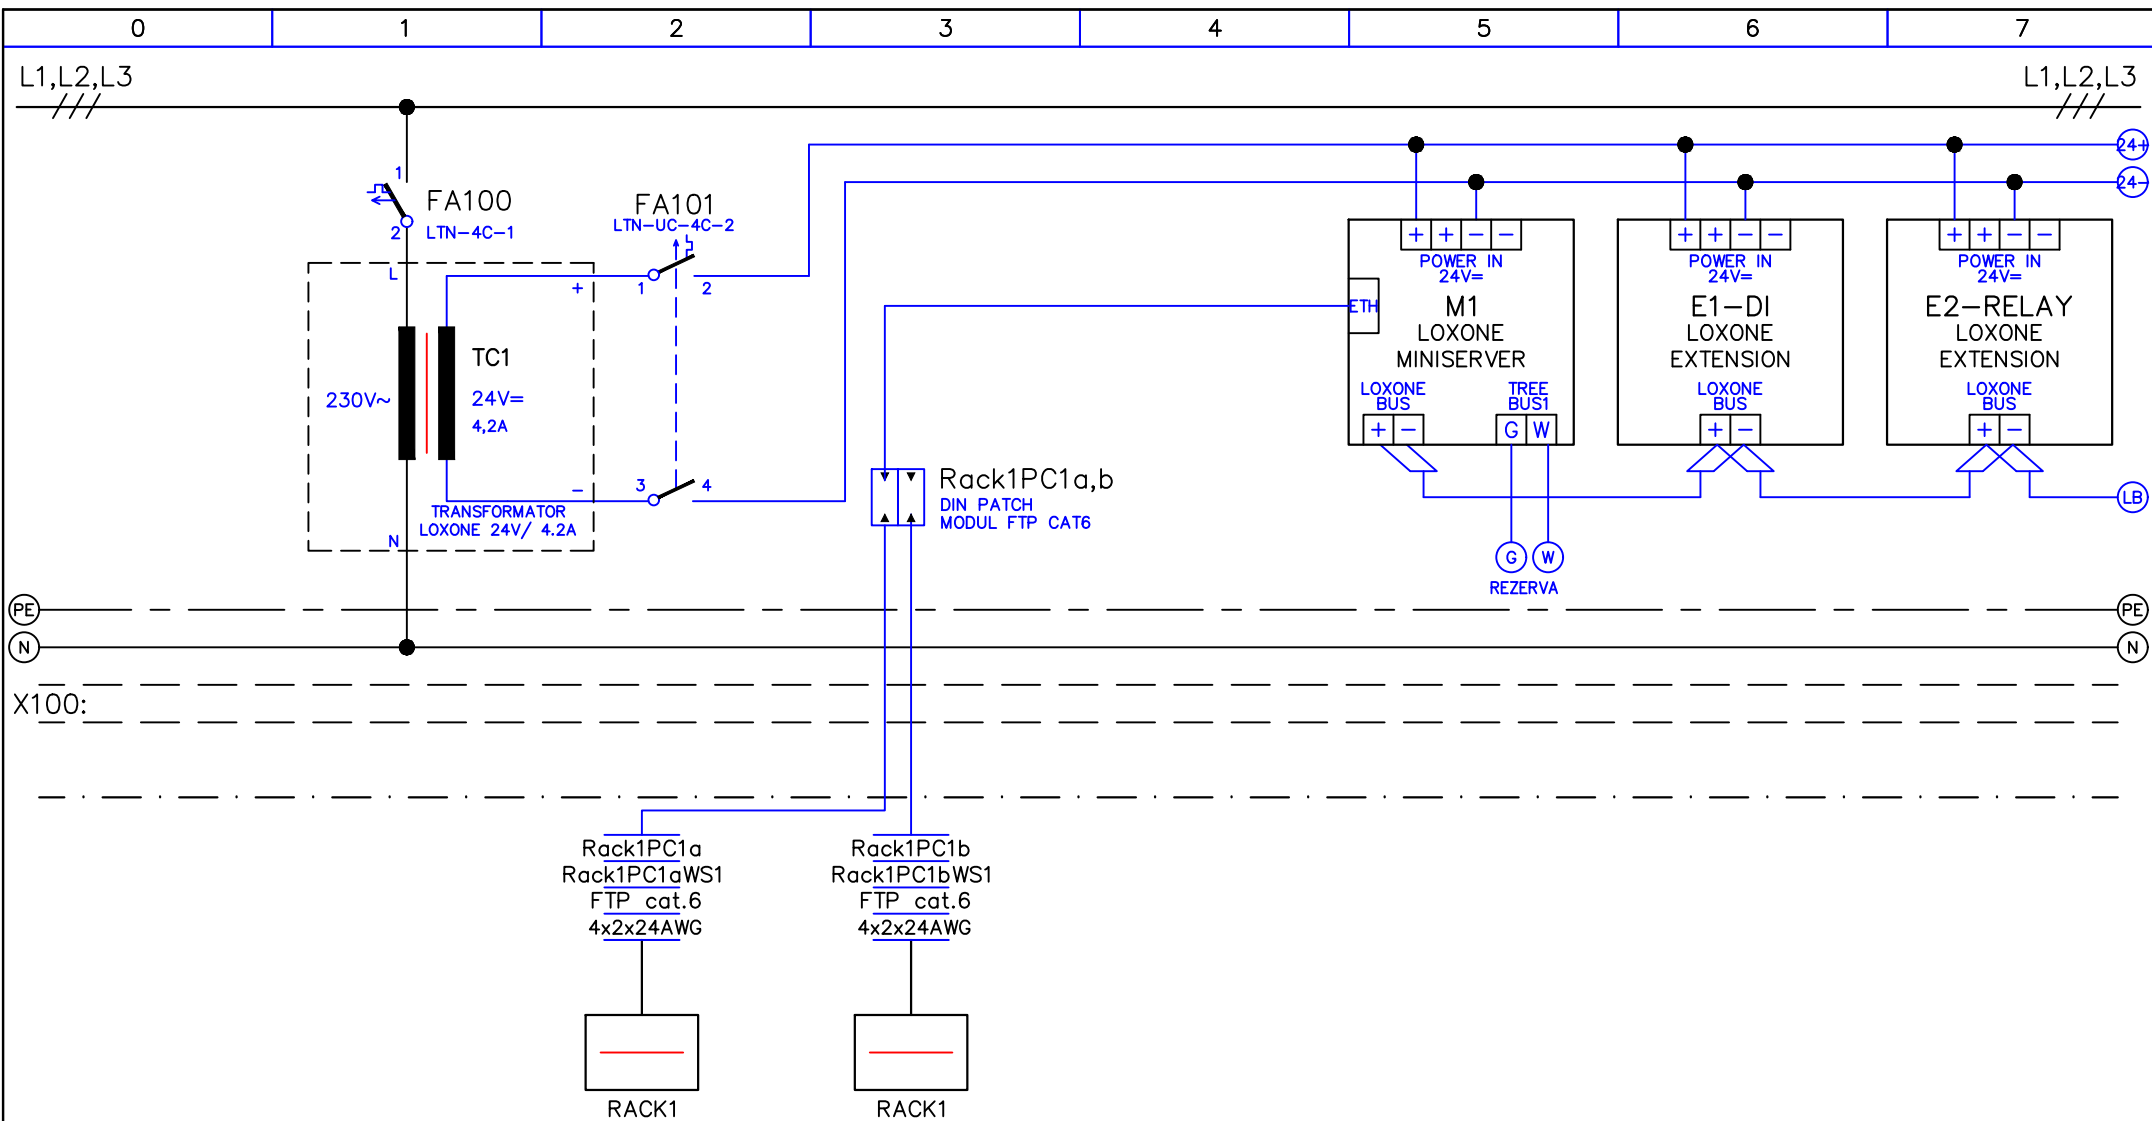 0 1 2 3 4 5 6 7
L1,L2,L3 L1,L2,L3
24+
24-
1
FA100
2 LTN-4C-1
FA101
LTN-UC-4C-2
1 2
3 4
L
+
TC1
230V~ 24V=
4,2A
-
TRANSFORMATOR
LOXONE 24V/ 4.2A
N
Rack1PC1a,b
DIN PATCH
MODUL FTP CAT6
+ + - -
POWER IN
24V=
ETH
M1
LOXONE
MINISERVER
LOXONE
BUS
TREE
BUS1
+ -
G W
G W
REZERVA
+ + - -
POWER IN
24V=
E1-DI
LOXONE
EXTENSION
LOXONE
BUS
+ -
+ + - -
POWER IN
24V=
E2-RELAY
LOXONE
EXTENSION
LOXONE
BUS
+ -
LB
PE PE
N N
X100:
Rack1PC1a
Rack1PC1aWS1
FTP cat.6
4x2x24AWG
RACK1
Rack1PC1b
Rack1PC1bWS1
FTP cat.6
4x2x24AWG
RACK1